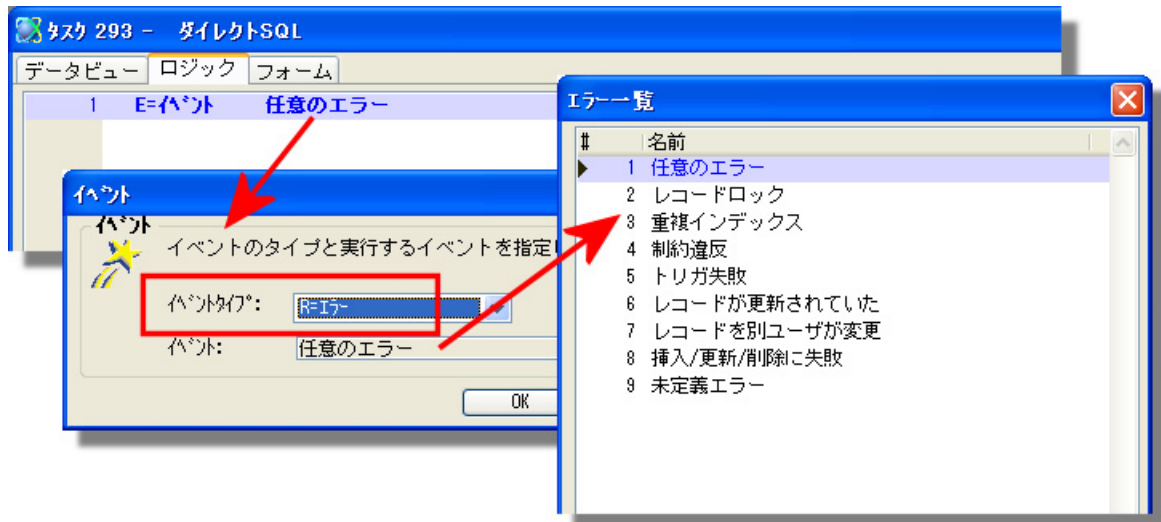 タスク 293 - ダイレクトSQL
データビュー ロジック フォーム
1 E=ｲﾍﾞﾝﾄ 任意のエラー
ｲﾍﾞﾝﾄ
ｲﾍﾞﾝﾄ
イベントのタイプと実行するイベントを指定
ｲﾍﾞﾝﾄﾀｲﾌﾟ: R=ｴﾗｰ
ｲﾍﾞﾝﾄ: 任意のエラー
OK
ｴﾗｰ一覧
# 名前
1 任意のエラー
2 レコードロック
3 重複インデックス
4 制約違反
5 トリガ失敗
6 レコードが更新されていた
7 レコードを別ユーザが変更
8 挿入/更新/削除に失敗
9 未定義エラー